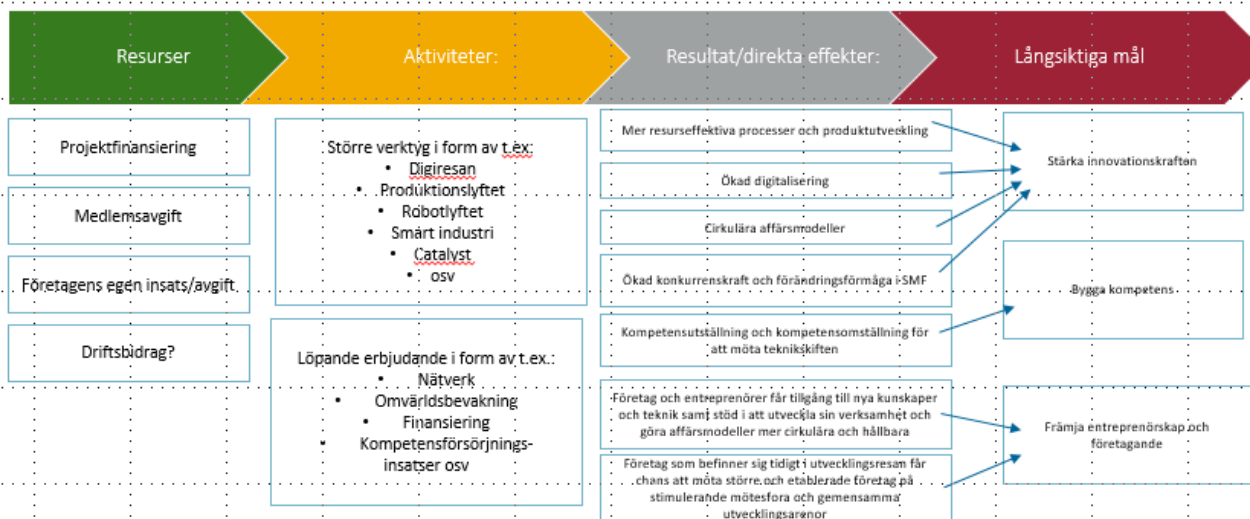 Resurser
Aktiviteter:
Resultat/direkta effekter:
Långsiktiga mål
Projektfinansiering
Medlemsavgift
Företagens egen insats/avgift
Driftsbidrag?
Större verktyg i form av t.ex:
• Digiresan
• Produktionslyftet
• Robotlyftet
• Smart industri
• Catalyst
• osv
Löpande erbjudande i form av t.ex.:
• Nätverk
• Omvärldsbevakning
• Finansiering
• Kompetensförsörjnings-
insatser osv
Mer resurseffektiva processer och produktutveckling
Ökad digitalisering
Cirkulära affärsmodeller
Ökad konkurrenskraft och förändringsförmåga i SMF
Kompetensutställning och kompetensomställning för
att möta teknikskiften
Företag och entreprenörer får tillgång till nya kunskaper
och teknik samt stöd i att utveckla sin verksamhet och
göra affärsmodeller mer cirkulära och hållbara
Företag som befinner sig tidigt i utvecklingsresan får
chans att möta större och etablerade företag på
stimulerande mötesfora och gemensamma
utvecklingsarenor
Stärka innovationskraften
Bygga kompetens
Främja entreprenörskap och
företagande